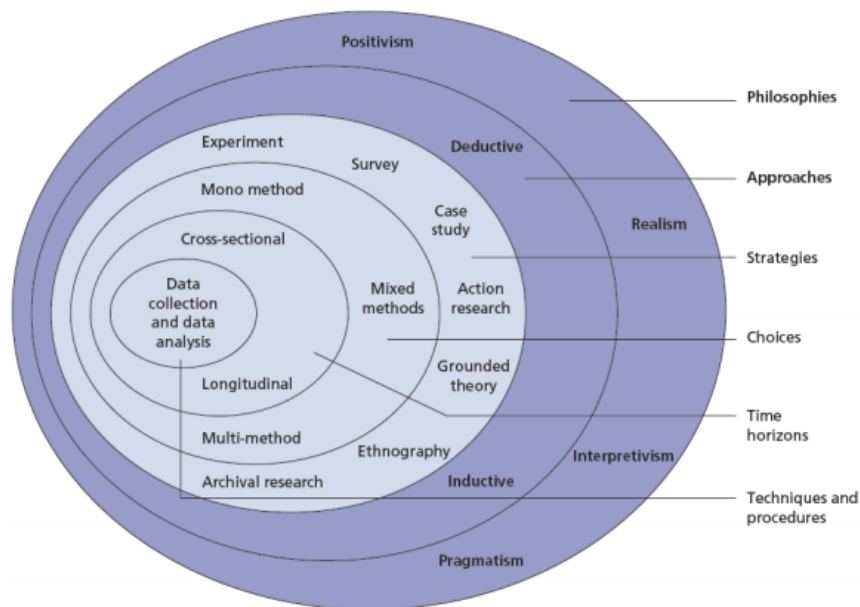 Positivism
Philosophies
Experiment
Deductive
Survey
Approaches
Mono method
Case
study
Realism
Cross-sectional
Strategies
Data
collection
and data
analysis
Mixed
methods
Action
research
Choices
Grounded
theory
Longitudinal
Time
horizons
Multi-method
Ethnography
Interpretivism
Archival research
Inductive
Techniques and
procedures
Pragmatism